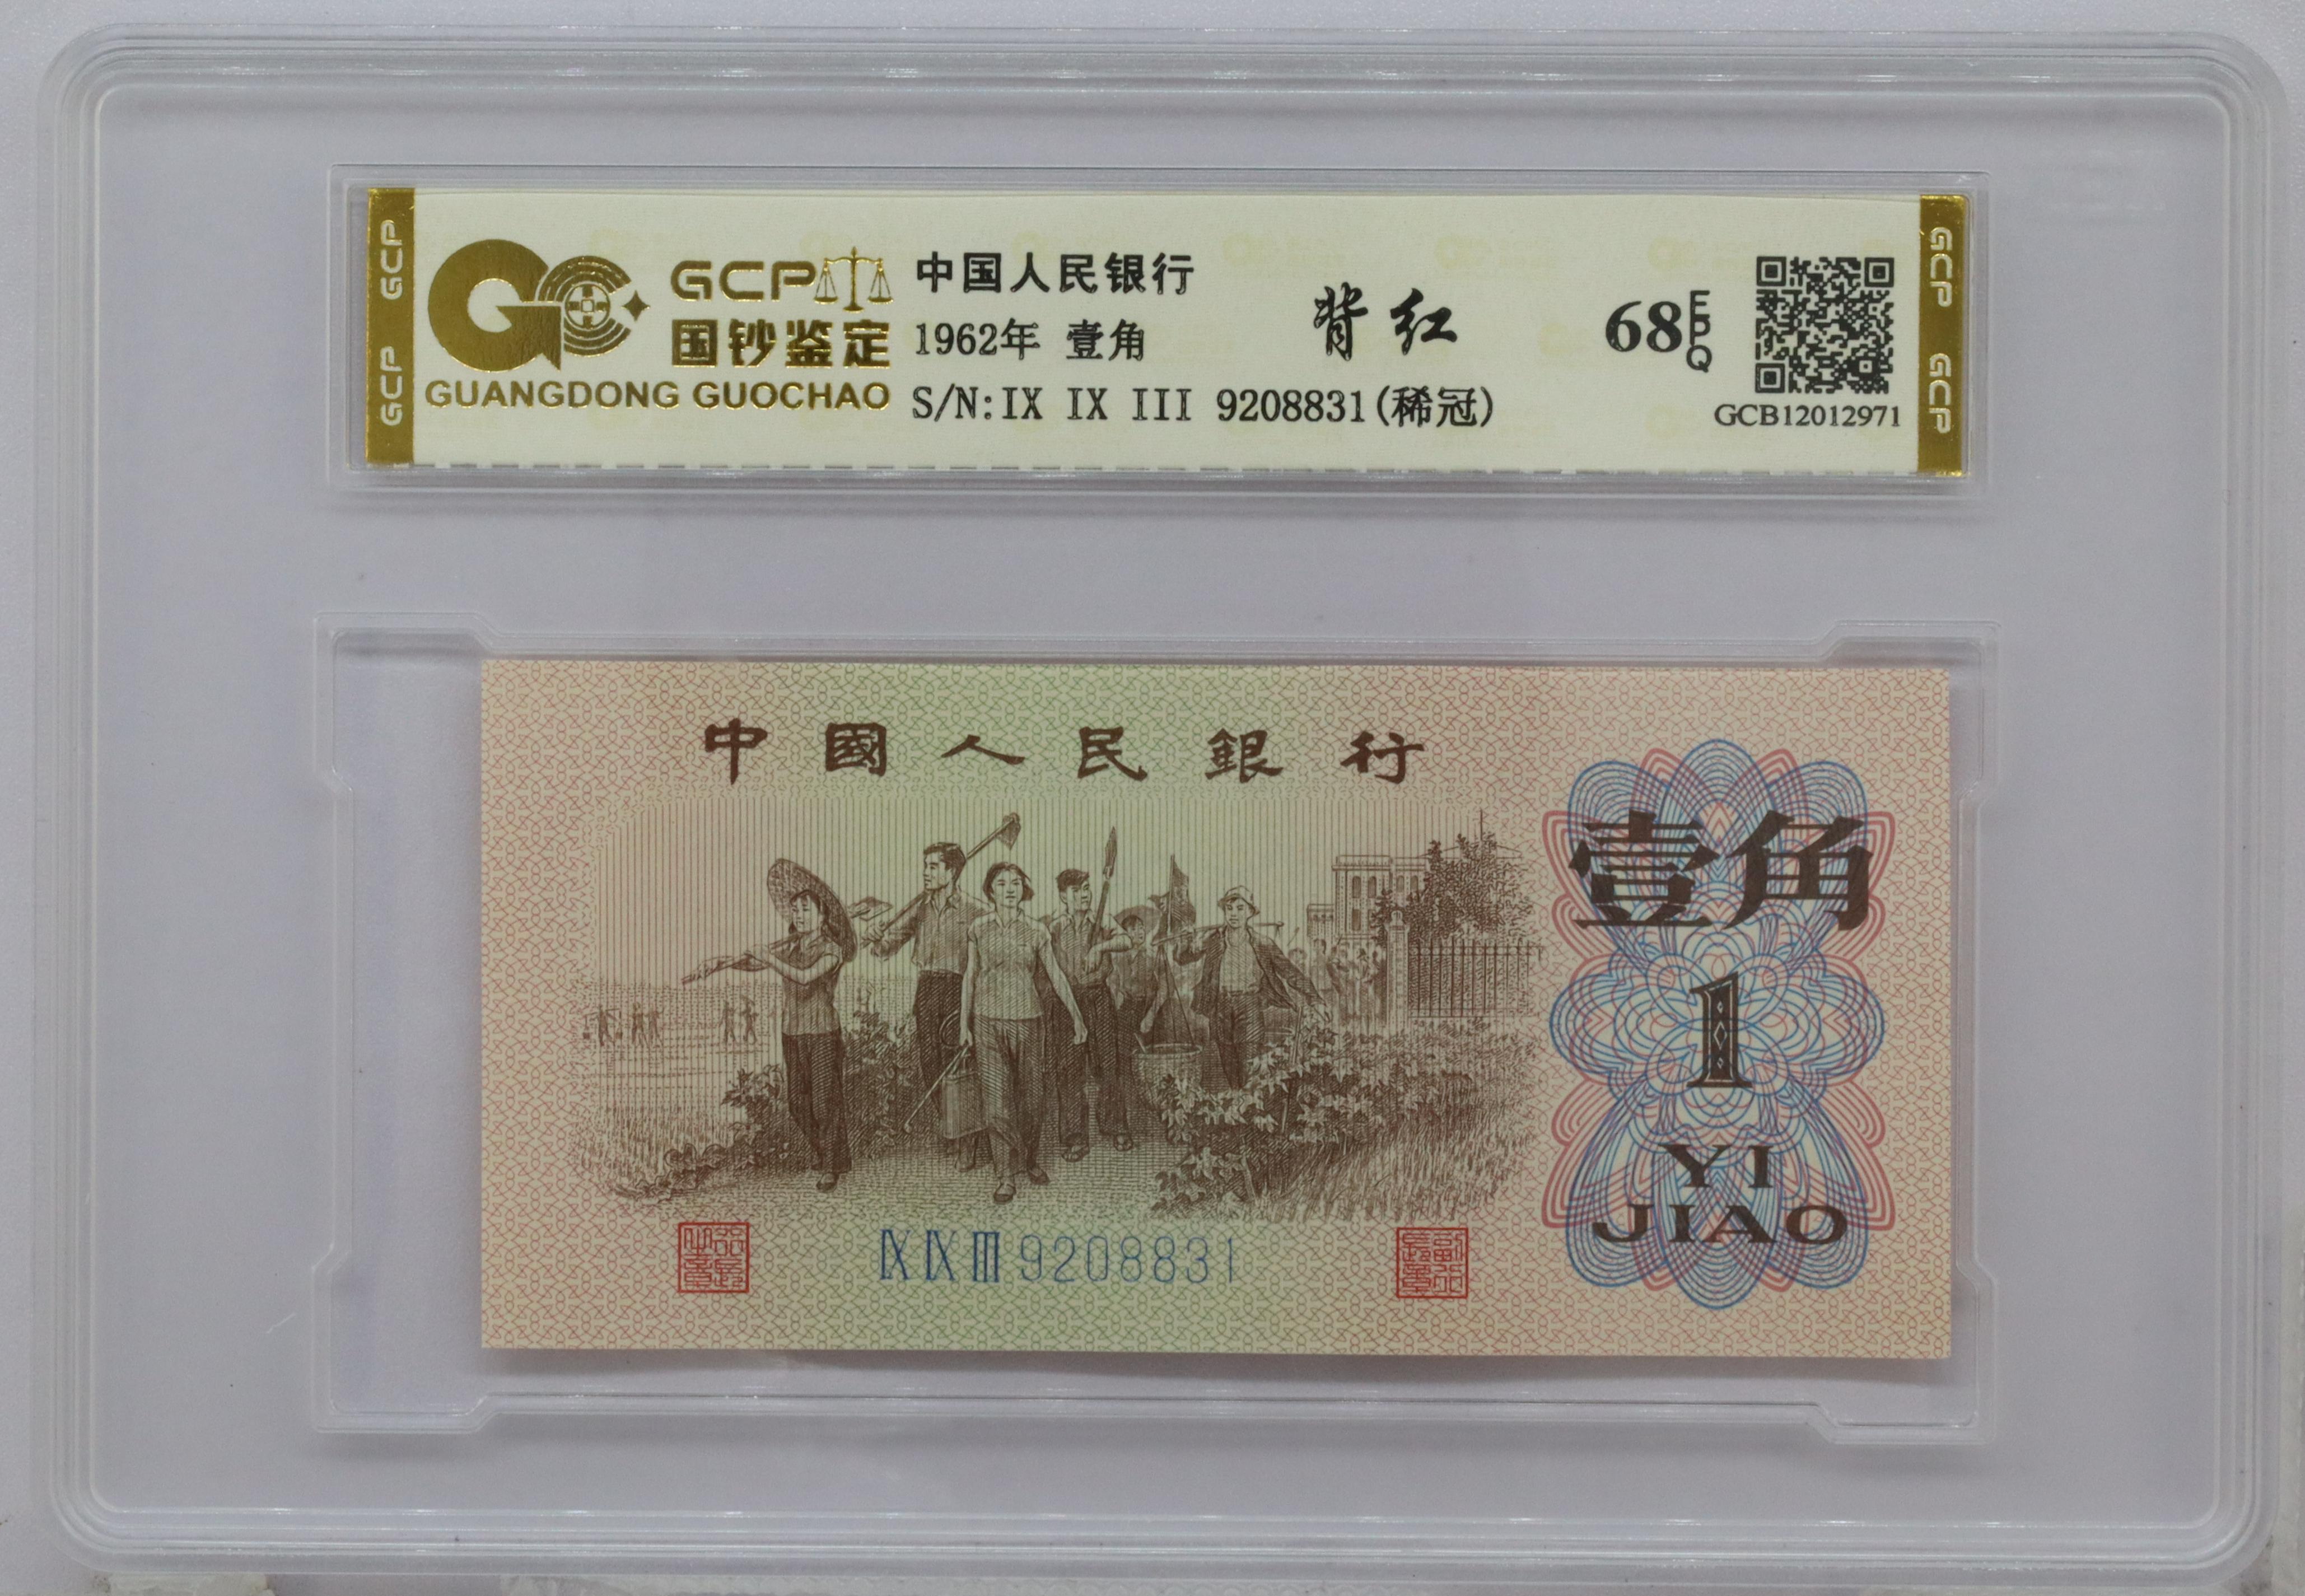 GCP GCP
GCP
国钞鉴定
GUANGDONG GUOCHAO
中国人民银行
1962年 壹角
S/N:IX IX III 9208831(稀冠)
背红
68 EPQ
GCB12012971
GCP GCP
中國人民銀行
壹角
1
YI
JIAO
IX IX III 9208831